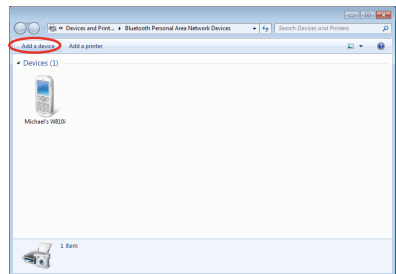 « Devices and Print... ▸ Bluetooth Personal Area Network Devices
Search Devices and Printers
Add a device
Add a printer
Devices (1)
Michael's W810i
1 item